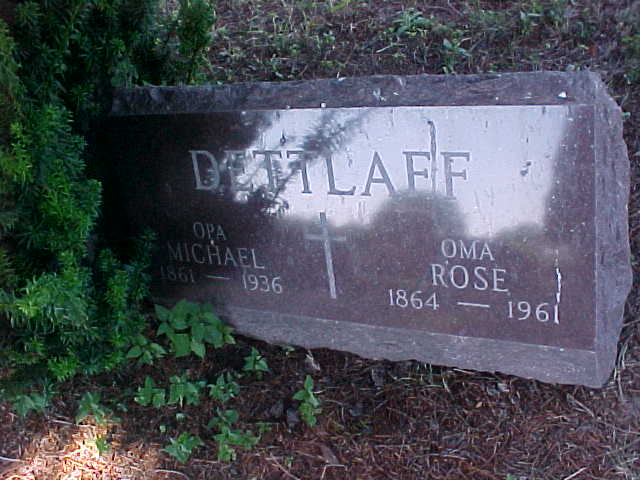 DETTLAFF
OPA
MICHAEL
1861 — 1936
OMA
ROSE
1864 — 1961